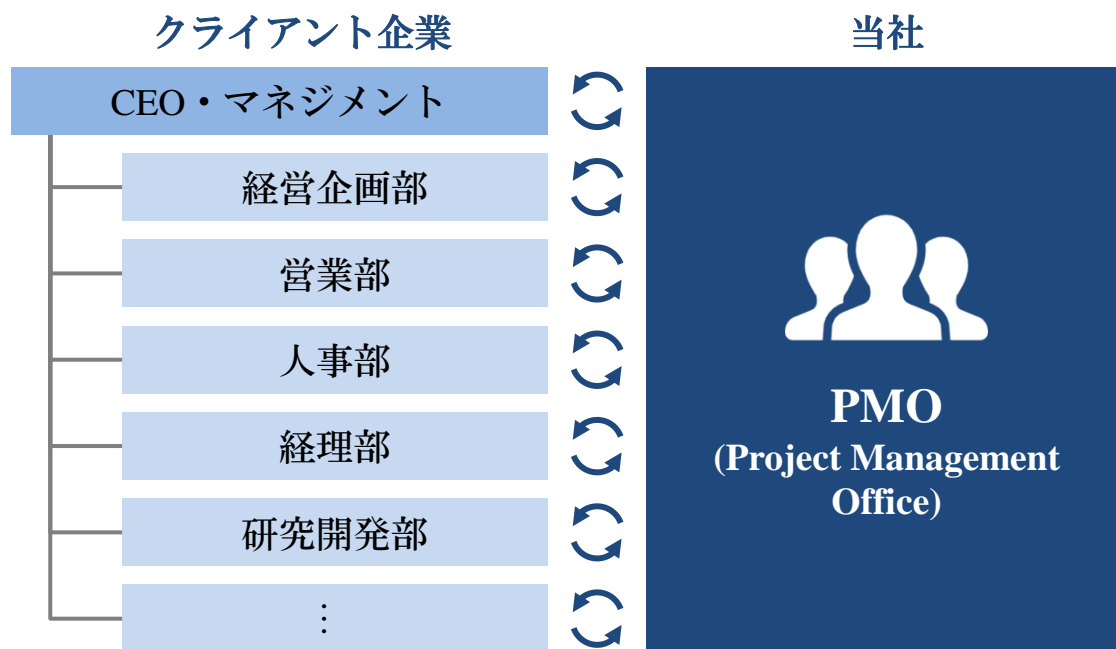 クライアント企業
当社
CEO・マネジメント
経営企画部
営業部
人事部
経理部
研究開発部
⋮
PMO
(Project Management
Office)